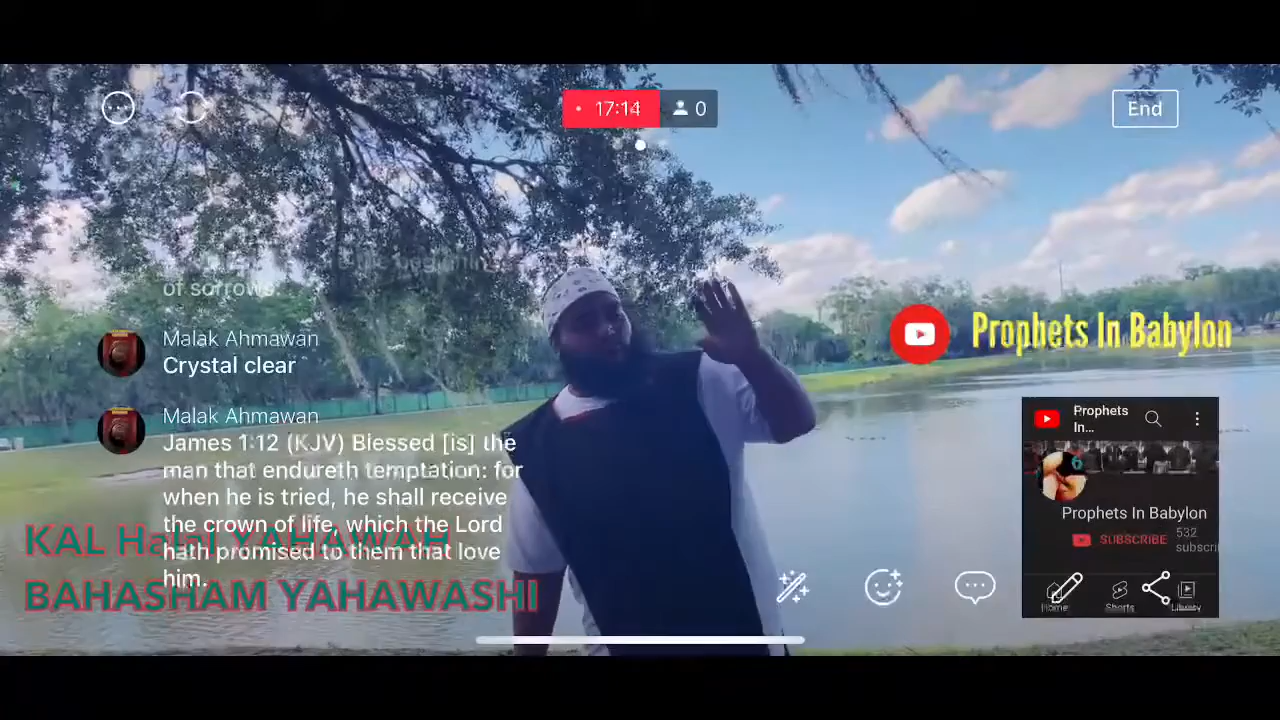 17:14
0
End
of sorrows.
Malak Ahmawan
Crystal clear
Malak Ahmawan
James 1:12 (KJV) Blessed [is] the
man that endureth temptation: for
when he is tried, he shall receive
the crown of life, which the Lord
hath promised to them that love
him.
KAL HalaL YAHAWAH
BAHASHAM YAHAWASHI
Prophets In Babylon
Prophets
In...
Prophets In Babylon
SUBSCRIBE
532
subscri
Home
Shorts
Library